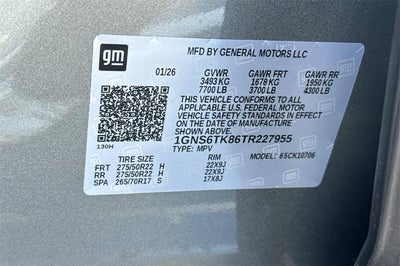 gm
MFD BY GENERAL MOTORS LLC
01/26 GVWR GAWR FRT GAWR RR
3493 KG 1678 KG 1950 KG
7700 LB 3700 LB 4300 LB
THIS VEHICLE CONFORMS TO ALL
APPLICABLE U.S. FEDERAL MOTOR
VEHICLE SAFETY STANDARDS IN EFFECT
ON THE DATE OF MANUFACTURE
SHOWN ABOVE.
1GNS6TK86TR227955
130H TYPE: MPV MODEL: 65CK10706
TIRE SIZE RIM
FRT 275/50R22 H 22X9J
RR 275/50R22 H 22X9J
SPA 265/70R17 S 17X8J